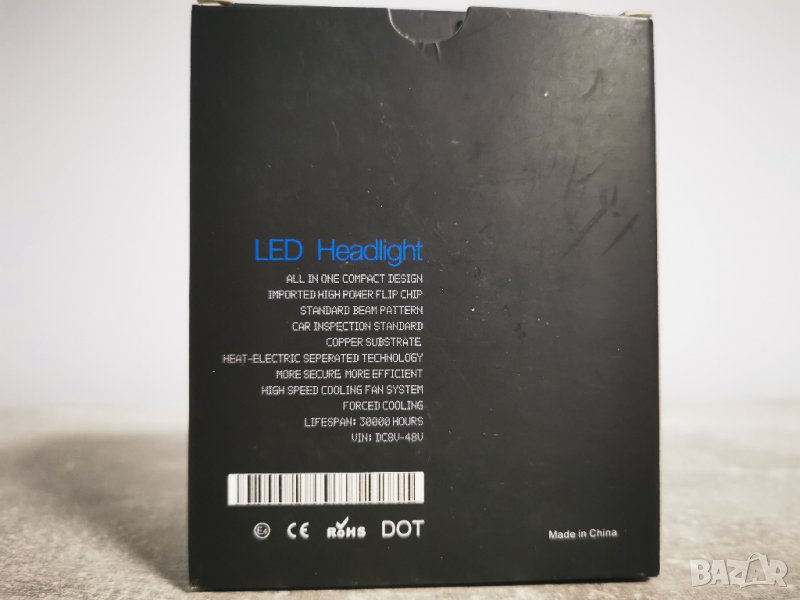 LED Headlight
ALL IN ONE COMPACT DESIGN
IMPORTED HIGH POWER FLIP CHIP
STANDARD BEAM PATTERN
CAR INSPECTION STANDARD
COPPER SUBSTRATE
HEAT-ELECTRIC SEPERATED TECHNOLOGY
MORE SECURE MORE EFFICIENT
HIGH SPEED COOLING FAN SYSTEM
FORCED COOLING
LIFESPAN: 30000 HOURS
VIN: DC8V-48V
E4 CE RoHS DOT
Made in China
BAZAR